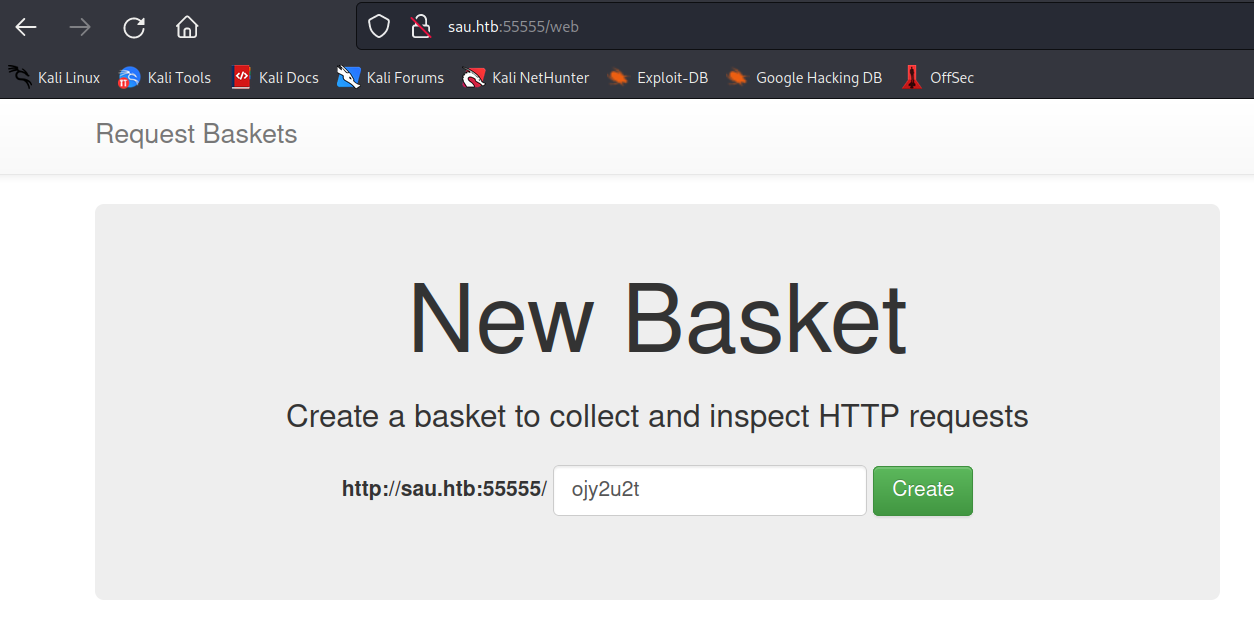 sau.htb:55555/web
Kali Linux Kali Tools Kali Docs Kali Forums Kali NetHunter Exploit-DB Google Hacking DB OffSec
Request Baskets
New Basket
Create a basket to collect and inspect HTTP requests
http://sau.htb:55555/ ojy2u2t Create